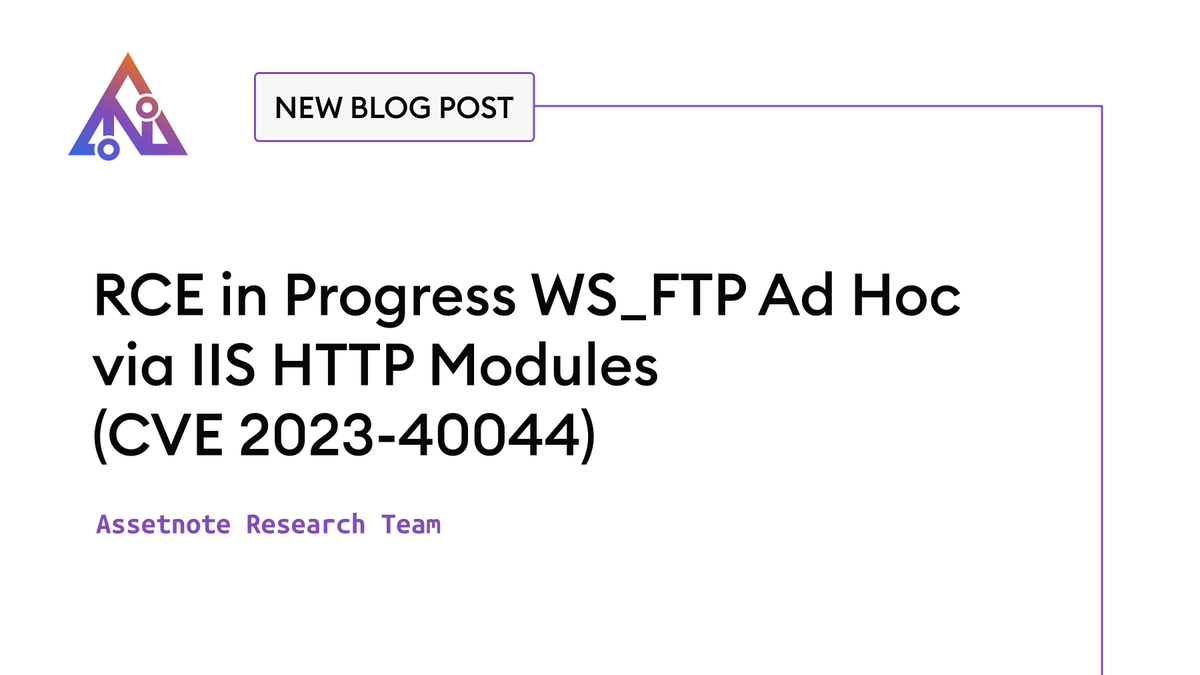 NEW BLOG POST
RCE in Progress WS_FTP Ad Hoc
via IIS HTTP Modules
(CVE 2023-40044)
Assetnote Research Team